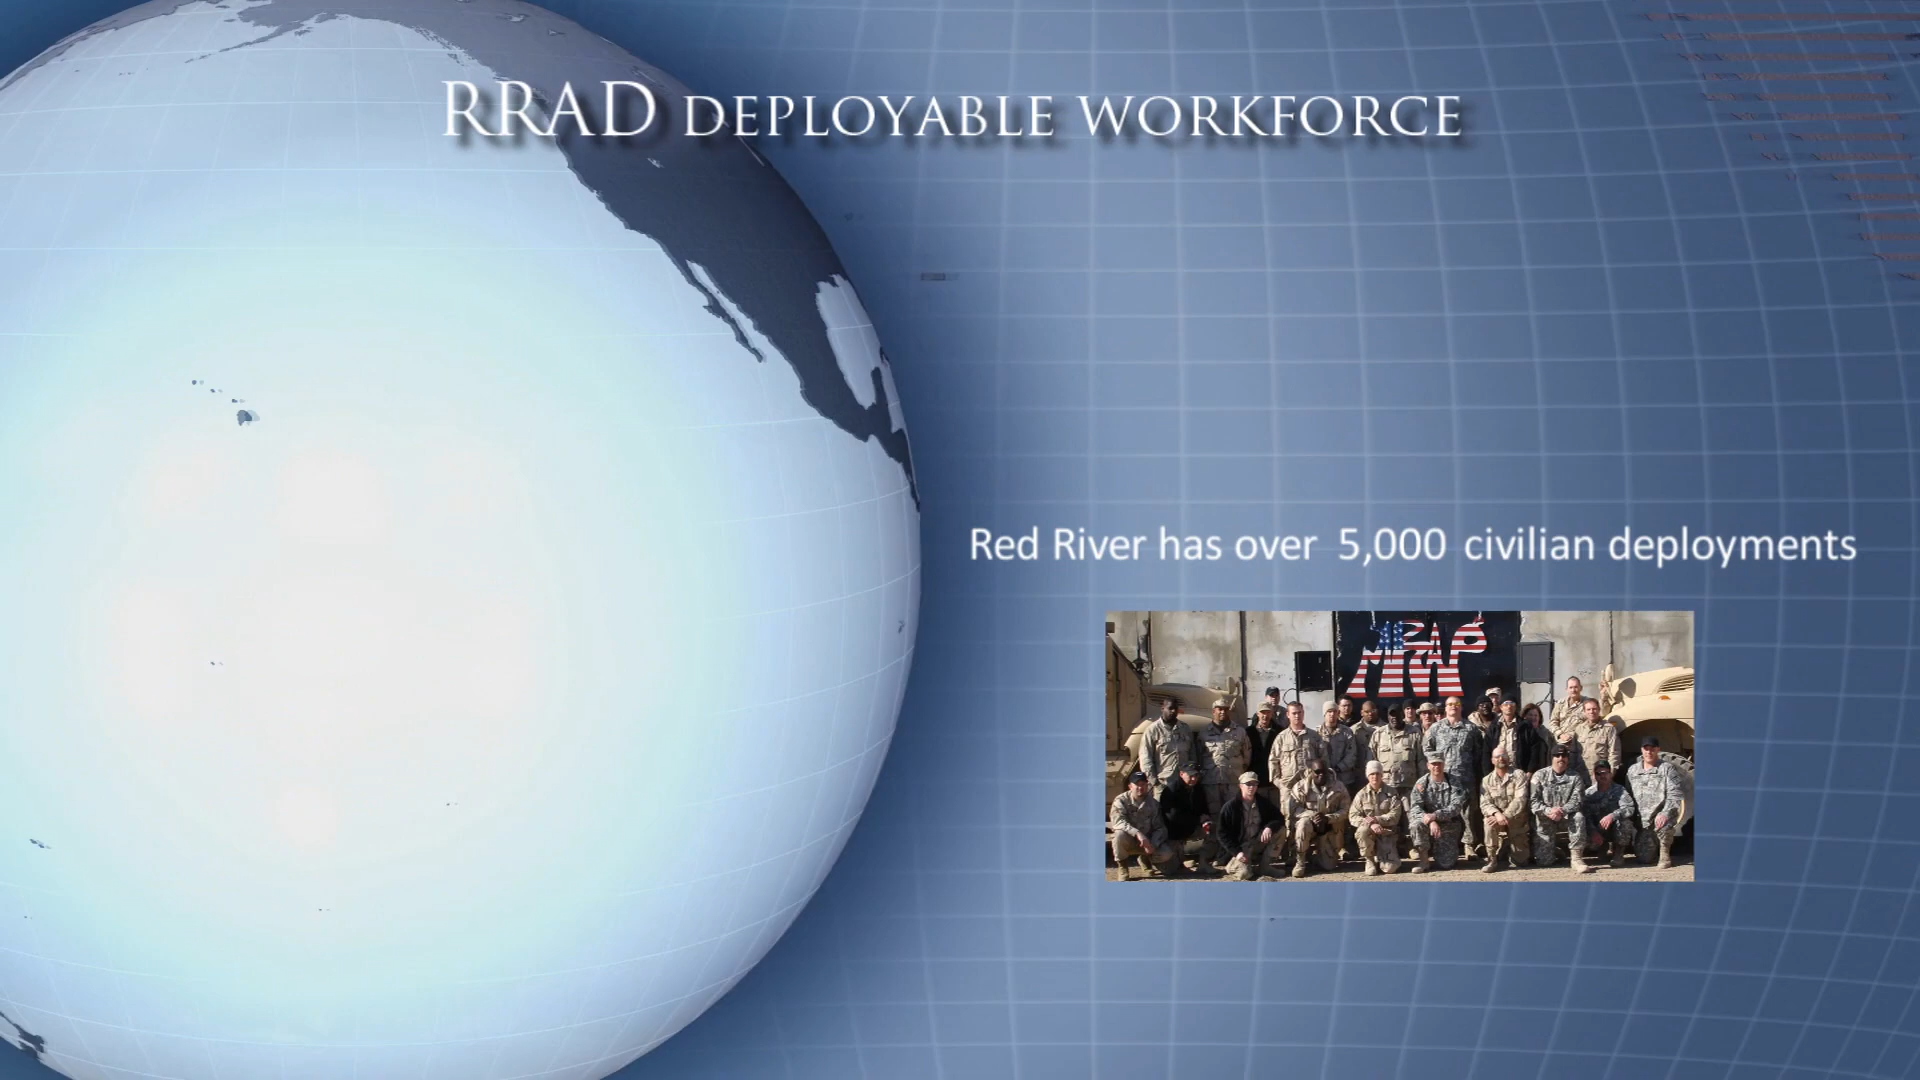 RRAD DEPLOYABLE WORKFORCE
Red River has over 5,000 civilian deployments
MRAP